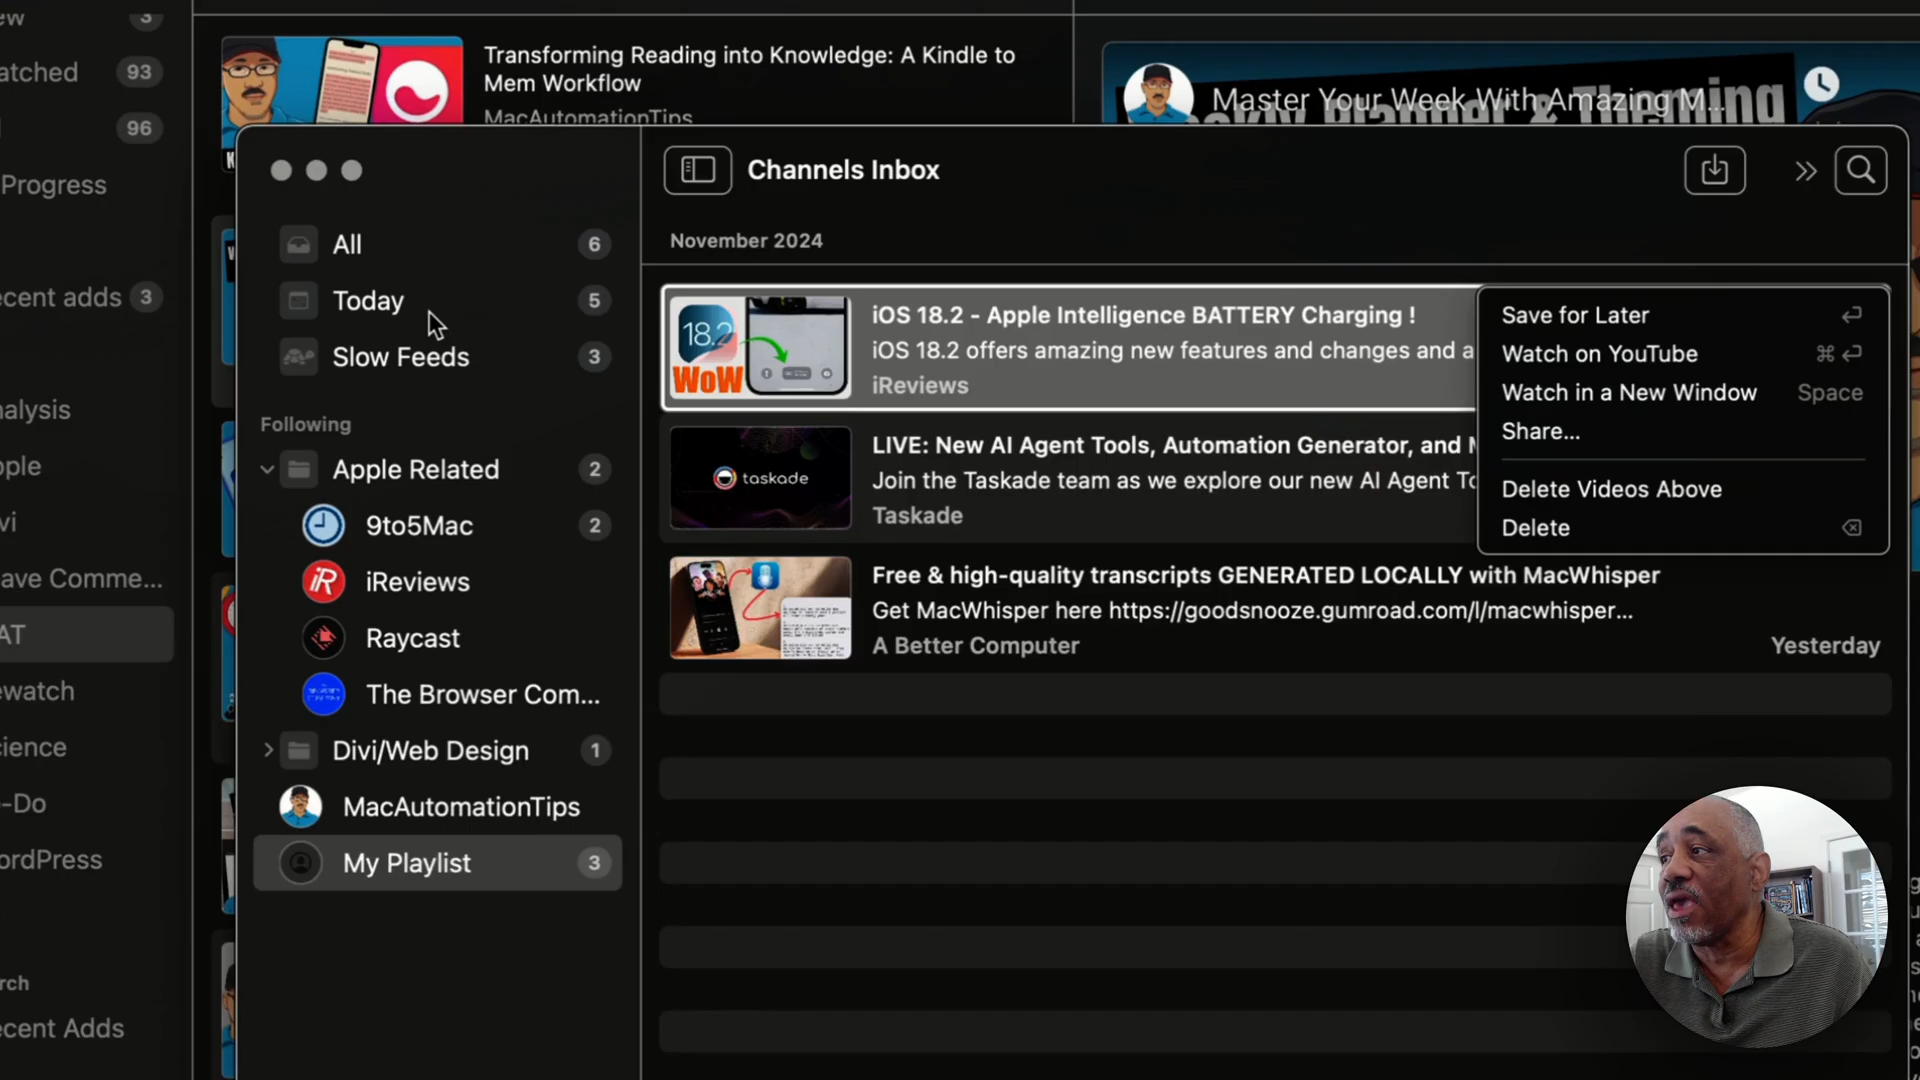 3
atched 93
96
Progress
ecent adds 3
nalysis
ple
vi
ave Comme...
AT
ewatch
cience
-Do
ordPress
rch
ecent Adds
Transforming Reading into Knowledge: A Kindle to
Mem Workflow
MacAutomationTips
Master Your Week With Amazing M...
All 6
Today 5
Slow Feeds 3
Following
Apple Related 2
9to5Mac 2
iReviews
Raycast
The Browser Com...
Divi/Web Design 1
MacAutomationTips
My Playlist 3
Channels Inbox
November 2024
18.2
WoW
iOS 18.2 - Apple Intelligence BATTERY Charging !
iOS 18.2 offers amazing new features and changes and a
iReviews
taskade
LIVE: New AI Agent Tools, Automation Generator, and M
Join the Taskade team as we explore our new AI Agent To
Taskade
Free & high-quality transcripts GENERATED LOCALLY with MacWhisper
Get MacWhisper here https://goodsnooze.gumroad.com/l/macwhisper...
A Better Computer Yesterday
Save for Later ↩
Watch on YouTube ⌘ ↩
Watch in a New Window Space
Share...
Delete Videos Above
Delete ⌫